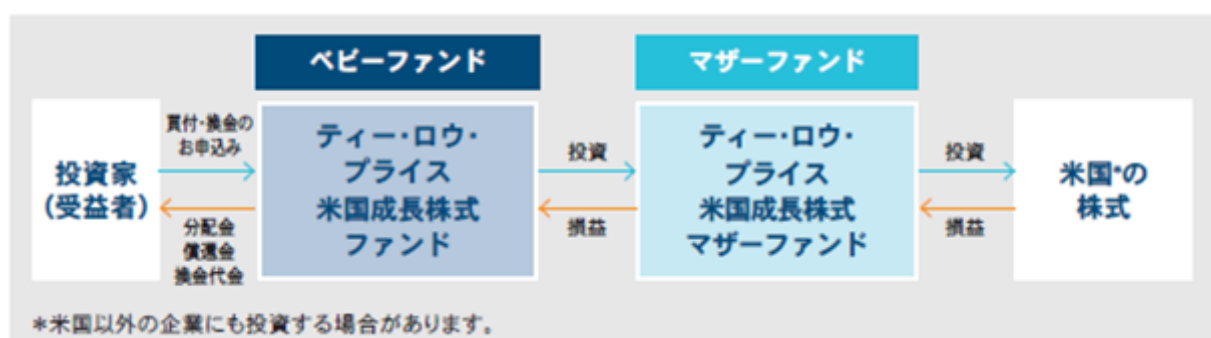 ベビーファンド
マザーファンド
投資家
（受益者）
買付・換金の
お申込み
分配金
償還金
換金代金
ティー・ロウ・
プライス
米国成長株式
ファンド
投資
損益
ティー・ロウ・
プライス
米国成長株式
マザーファンド
投資
損益
米国*の
株式
*米国以外の企業にも投資する場合があります。